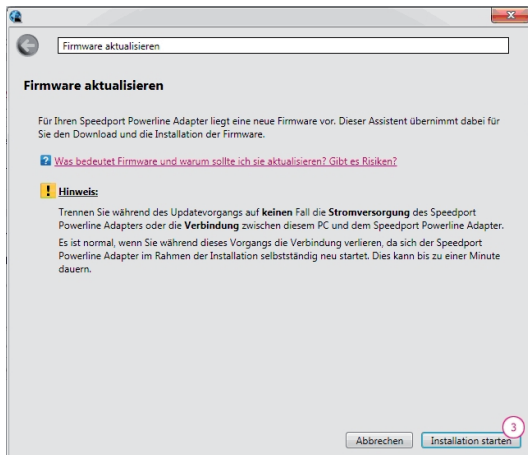 Firmware aktualisieren
Firmware aktualisieren
Für Ihren Speedport Powerline Adapter liegt eine neue Firmware vor. Dieser Assistent übernimmt dabei für
Sie den Download und die Installation der Firmware.
Was bedeutet Firmware und warum sollte ich sie aktualisieren? Gibt es Risiken?
Hinweis:
Trennen Sie während des Updatevorgangs auf keinen Fall die Stromversorgung des Speedport
Powerline Adapters oder die Verbindung zwischen diesem PC und dem Speedport Powerline Adapter.
Es ist normal, wenn Sie während dieses Vorgangs die Verbindung verlieren, da sich der Speedport
Powerline Adapter im Rahmen der Installation selbstständig neu startet. Dies kann bis zu einer Minute
dauern.
3
Abbrechen Installation starten